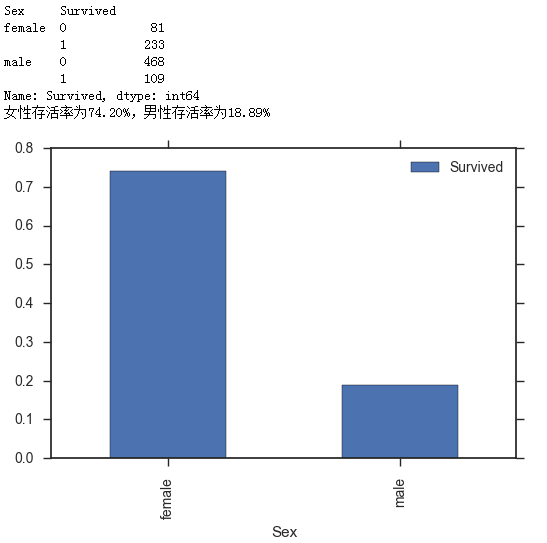 Sex Survived
female 0 81
1 233
male 0 468
1 109
Name: Survived, dtype: int64
女性存活率为74.20%，男性存活率为18.89%
0.8
Survived
0.7
0.6
0.5
0.4
0.3
0.2
0.1
0.0
female
male
Sex